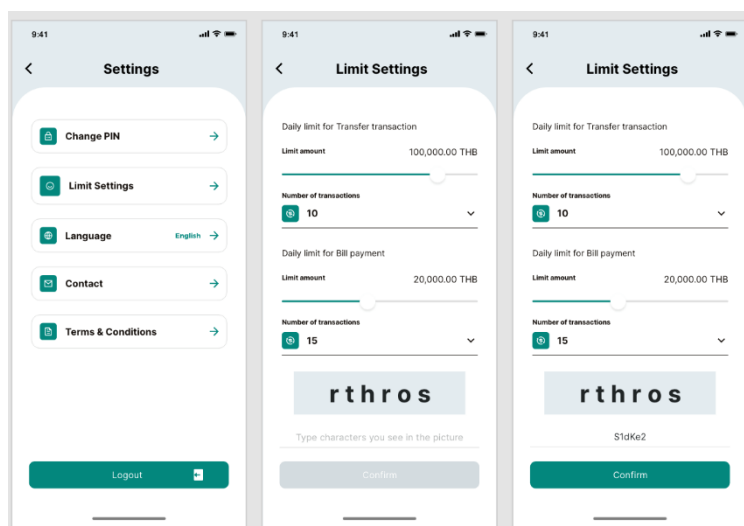 9:41
Settings
Change PIN
Limit Settings
Language English
Contact
Terms & Conditions
Logout
9:41
Limit Settings
Daily limit for Transfer transaction
Limit amount 100,000.00 THB
Number of transactions
10
Daily limit for Bill payment
Limit amount 20,000.00 THB
Number of transactions
15
rthros
Type characters you see in the picture
Confirm
9:41
Limit Settings
Daily limit for Transfer transaction
Limit amount 100,000.00 THB
Number of transactions
10
Daily limit for Bill payment
Limit amount 20,000.00 THB
Number of transactions
15
rthros
S1dKe2
Confirm